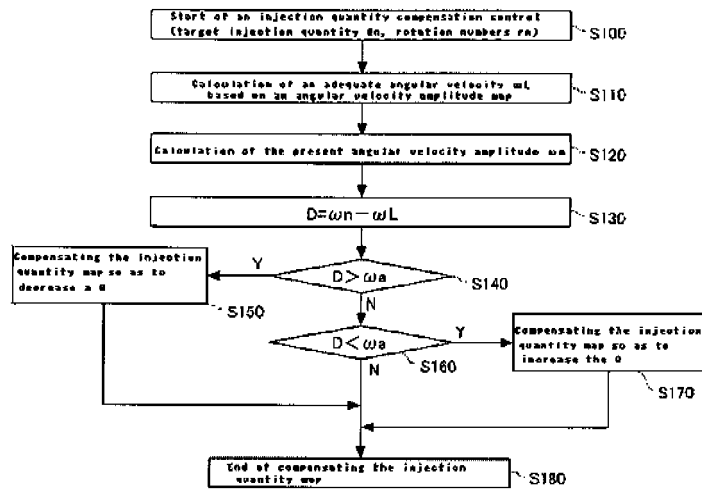 Start of an injection quantity compensation control
(target injection quantity Qn, rotation numbers rn)
S100
Calculation of an adequate angular velocity ωL
based on an angular velocity amplitude map
S110
Calculation of the present angular velocity amplitude ωn
S120
D=ωn-ωL
S130
Compensating the injection
quantity map so as to
decrease a Q
S150
Y
D>ωa
S140
N
D<ωa
S160
Y
N
Compensating the injection
quantity map so as to
increase the Q
S170
End of compensating the injection
quantity map
S180